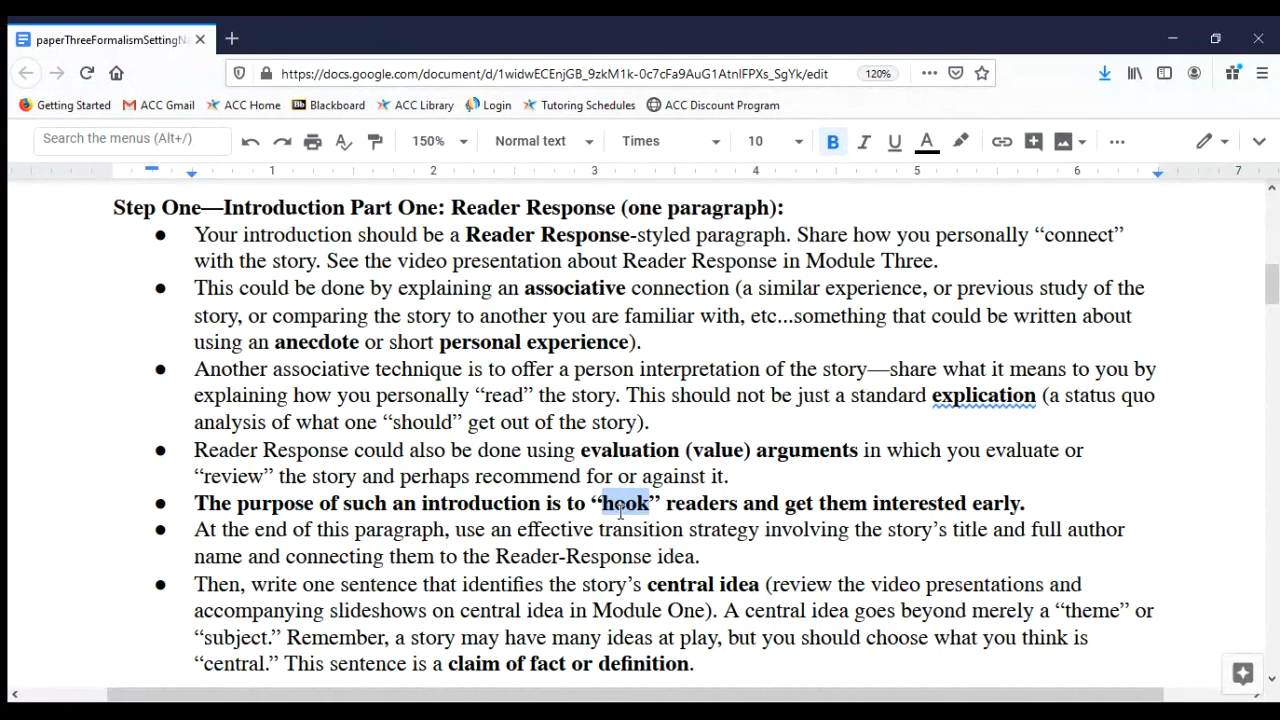 paperThreeFormalismSettingN
https://docs.google.com/document/d/1widwECEnjGB_9zkM1k-0c7cFa9AuG1AtnlFPXs_SgYk/edit 120%
Getting Started ACC Gmail ACC Home Bb Blackboard ACC Library Login Tutoring Schedules ACC Discount Program
Search the menus (Alt+/) 150% Normal text Times 10 B I U A
1 2 3 4 5 6 7
Step One—Introduction Part One: Reader Response (one paragraph):
● Your introduction should be a Reader Response-styled paragraph. Share how you personally “connect”
with the story. See the video presentation about Reader Response in Module Three.
● This could be done by explaining an associative connection (a similar experience, or previous study of the
story, or comparing the story to another you are familiar with, etc...something that could be written about
using an anecdote or short personal experience).
● Another associative technique is to offer a person interpretation of the story—share what it means to you by
explaining how you personally “read” the story. This should not be just a standard explication (a status quo
analysis of what one “should” get out of the story).
● Reader Response could also be done using evaluation (value) arguments in which you evaluate or
“review” the story and perhaps recommend for or against it.
● The purpose of such an introduction is to “hook” readers and get them interested early.
● At the end of this paragraph, use an effective transition strategy involving the story’s title and full author
name and connecting them to the Reader-Response idea.
● Then, write one sentence that identifies the story’s central idea (review the video presentations and
accompanying slideshows on central idea in Module One). A central idea goes beyond merely a “theme” or
“subject.” Remember, a story may have many ideas at play, but you should choose what you think is
“central.” This sentence is a claim of fact or definition.